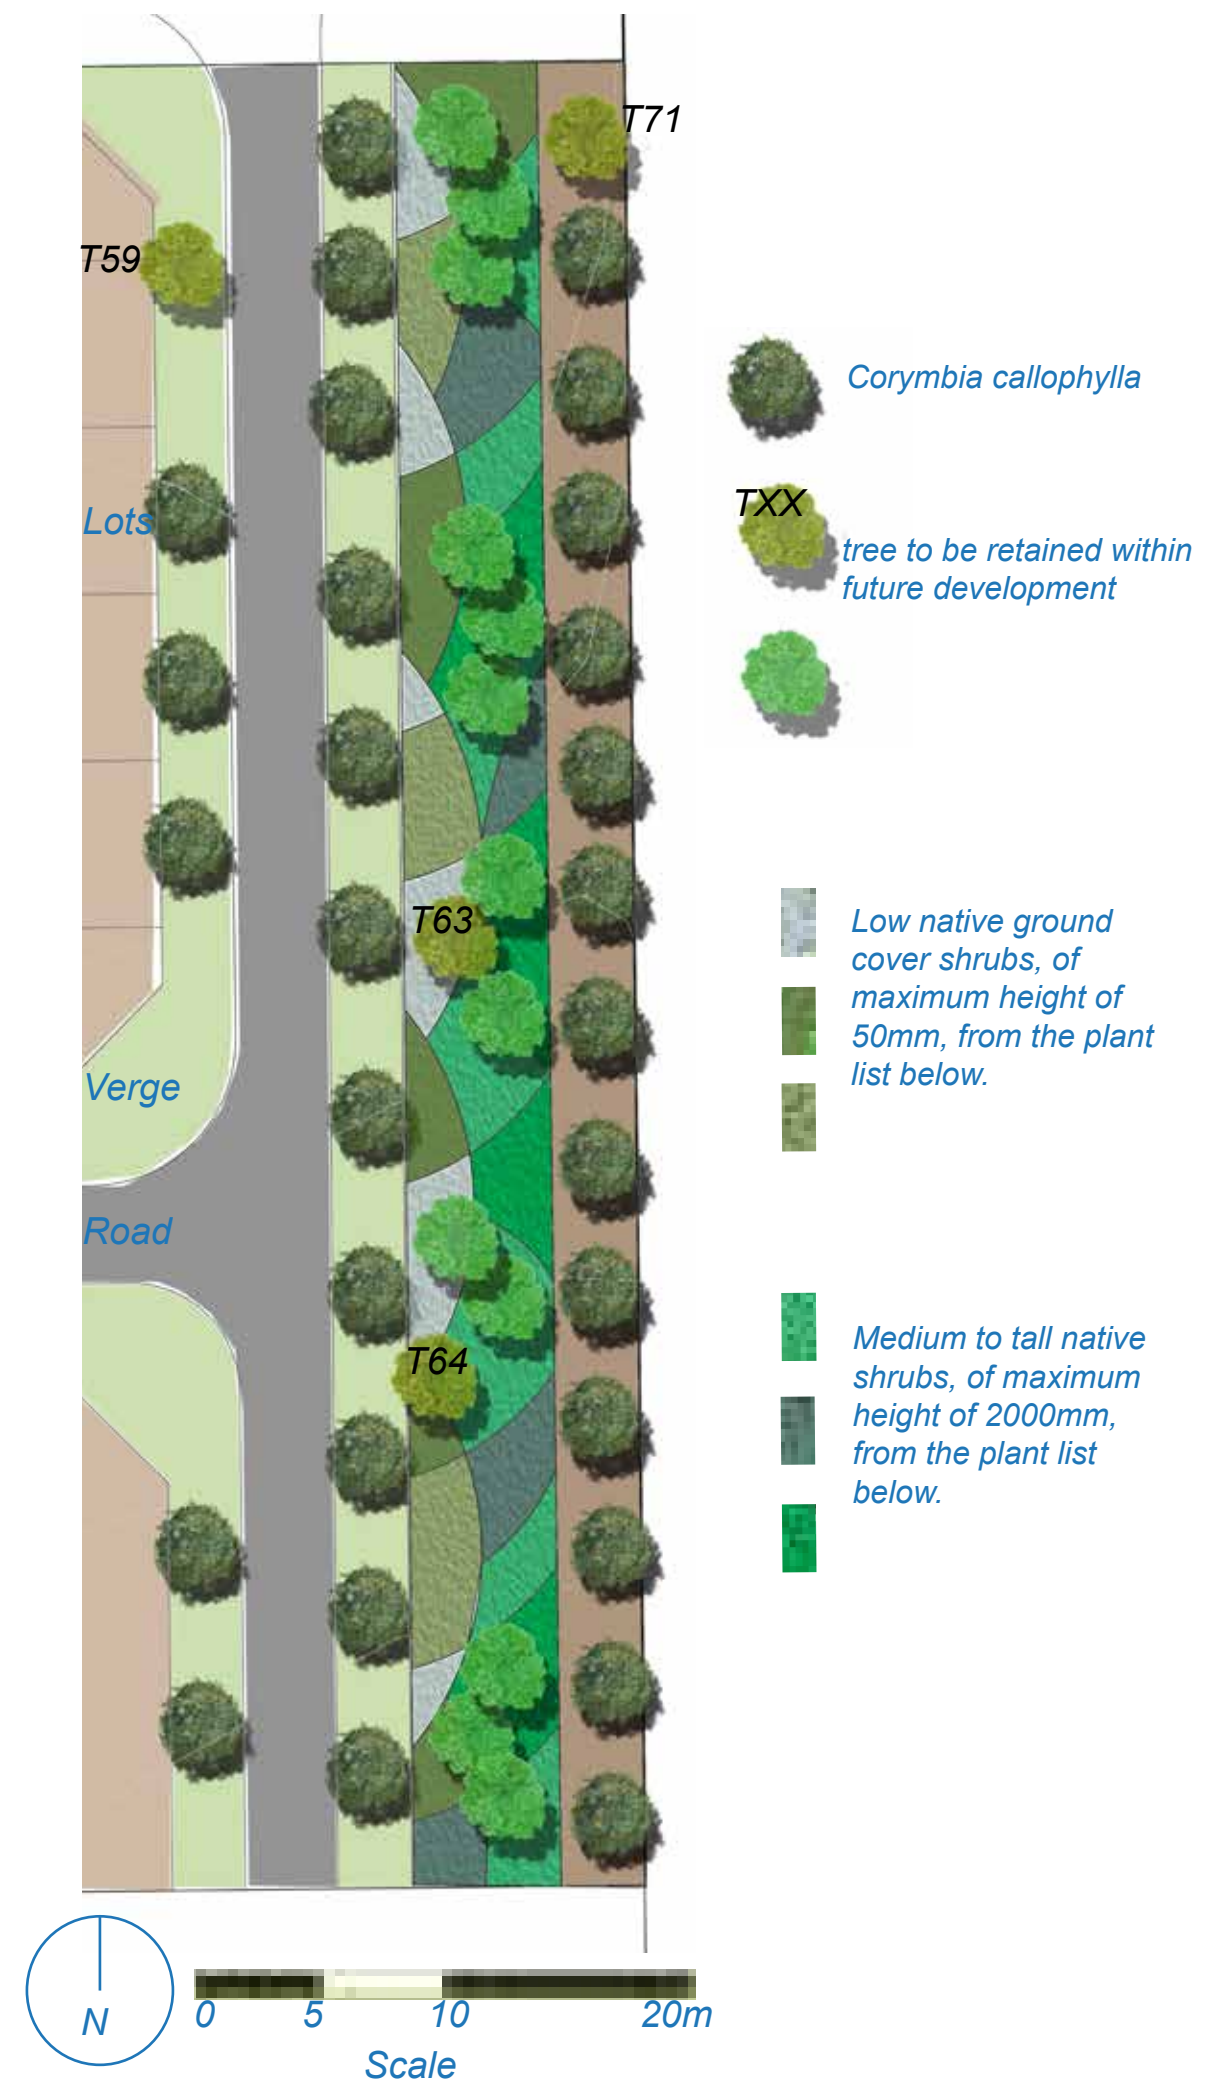 T71
T59
Corymbia callophylla
TXX
Lots
tree to be retained within
future development
T63
Low native ground
cover shrubs, of
maximum height of
50mm, from the plant
list below.
Verge
Road
T64
Medium to tall native
shrubs, of maximum
height of 2000mm,
from the plant list
below.
N
0 5 10 20m
Scale